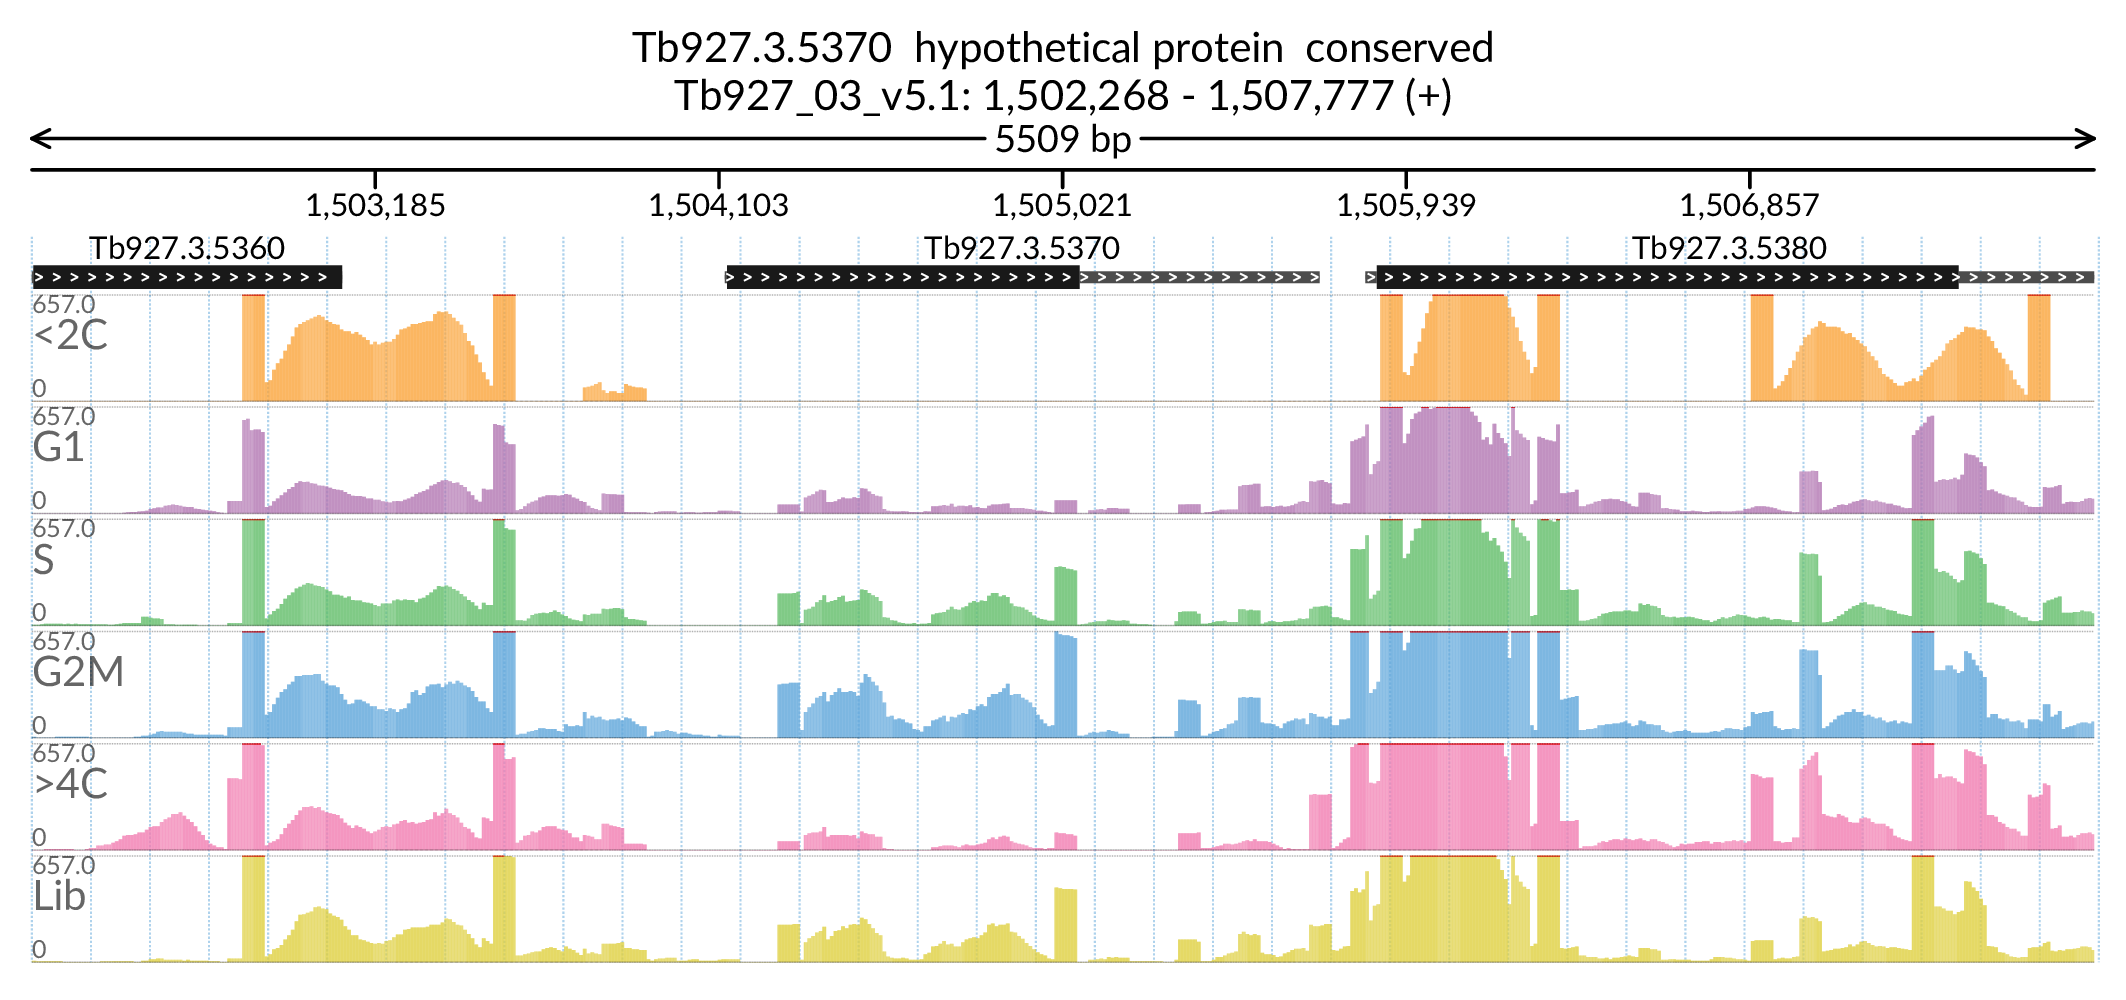 Tb927.3.5370  hypothetical protein  conserved
Tb927_03_v5.1: 1,502,268 - 1,507,777 (+)
5509 bp
1,503,185 1,504,103 1,505,021 1,505,939 1,506,857
Tb927.3.5360 Tb927.3.5370 Tb927.3.5380
657.0
<2C
0
657.0
G1
0
657.0
S
0
657.0
G2M
0
657.0
>4C
0
657.0
Lib
0